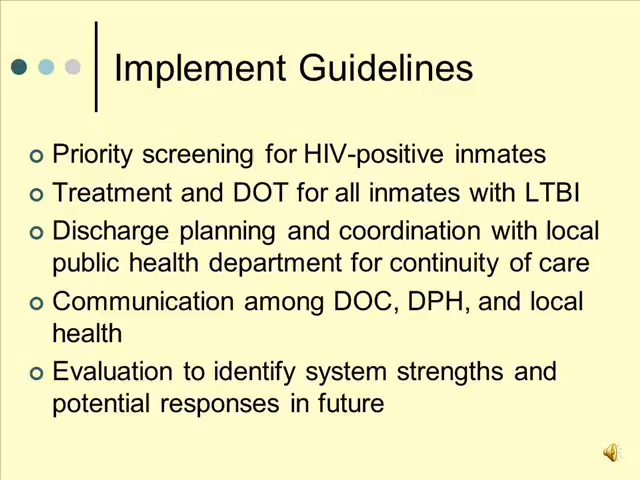 Implement Guidelines
Priority screening for HIV-positive inmates
Treatment and DOT for all inmates with LTBI
Discharge planning and coordination with local
public health department for continuity of care
Communication among DOC, DPH, and local
health
Evaluation to identify system strengths and
potential responses in future